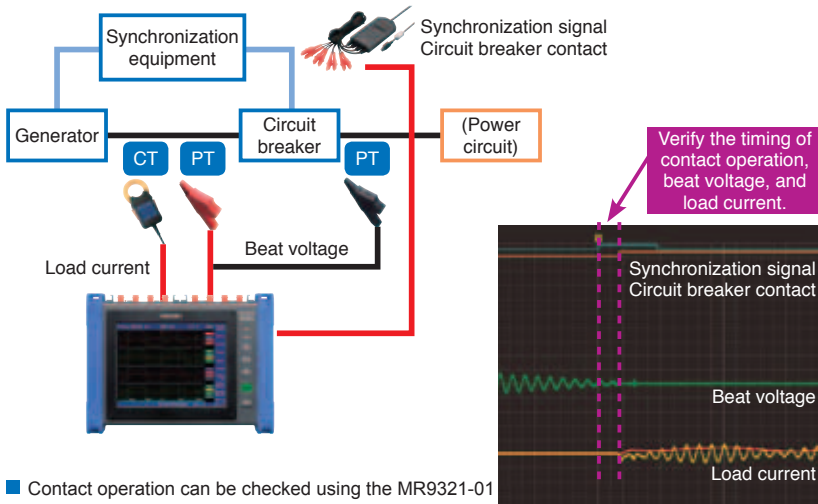 Synchronization
equipment
Synchronization signal
Circuit breaker contact
Generator
Circuit
breaker
(Power
circuit)
CT
PT
PT
Verify the timing of
contact operation,
beat voltage, and
load current.
Beat voltage
Load current
Synchronization signal
Circuit breaker contact
Beat voltage
Load current
Contact operation can be checked using the MR9321-01